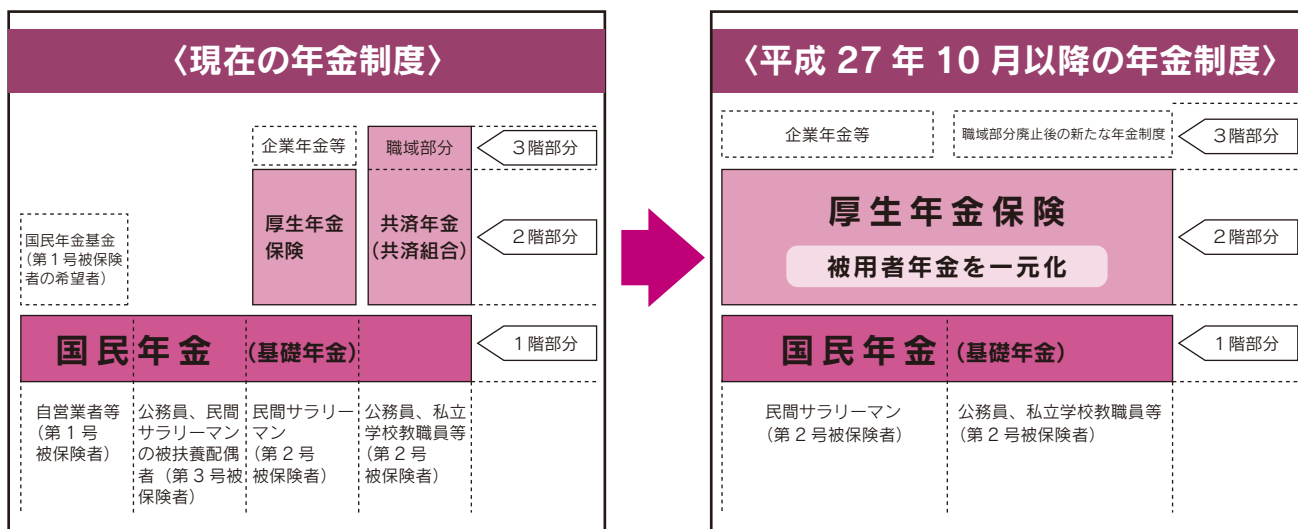 〈現在の年金制度〉
企業年金等
職域部分
3階部分
国民年金基金
(第1号被保険
者の希望者)
厚生年金
保険
共済年金
(共済組合)
2階部分
国民年金 (基礎年金)
1階部分
自営業者等
(第1号
被保険者)
公務員、民間
サラリーマン
の被扶養配偶
者(第3号被
保険者)
民間サラリー
マン
(第2号
被保険者)
公務員、私立
学校教職員等
(第2号
被保険者)
〈平成27年10月以降の年金制度〉
企業年金等
職域部分廃止後の新たな年金制度
3階部分
厚生年金保険
被用者年金を一元化
2階部分
国民年金 (基礎年金)
1階部分
民間サラリーマン
(第2号被保険者)
公務員、私立学校教職員等
(第2号被保険者)